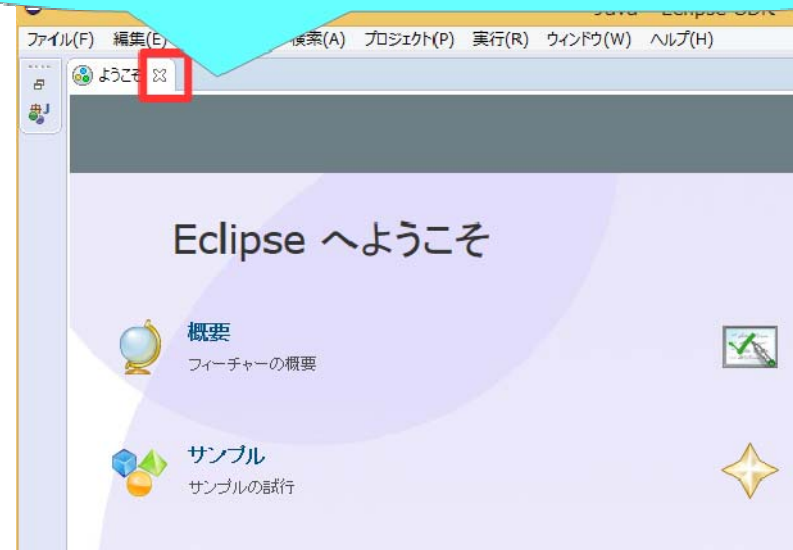 ファイル(F) 編集(E) 検索(A) プロジェクト(P) 実行(R) ウィンドウ(W) ヘルプ(H)
ようこそ
Eclipse へようこそ
概要
フィーチャーの概要
サンプル
サンプルの試行